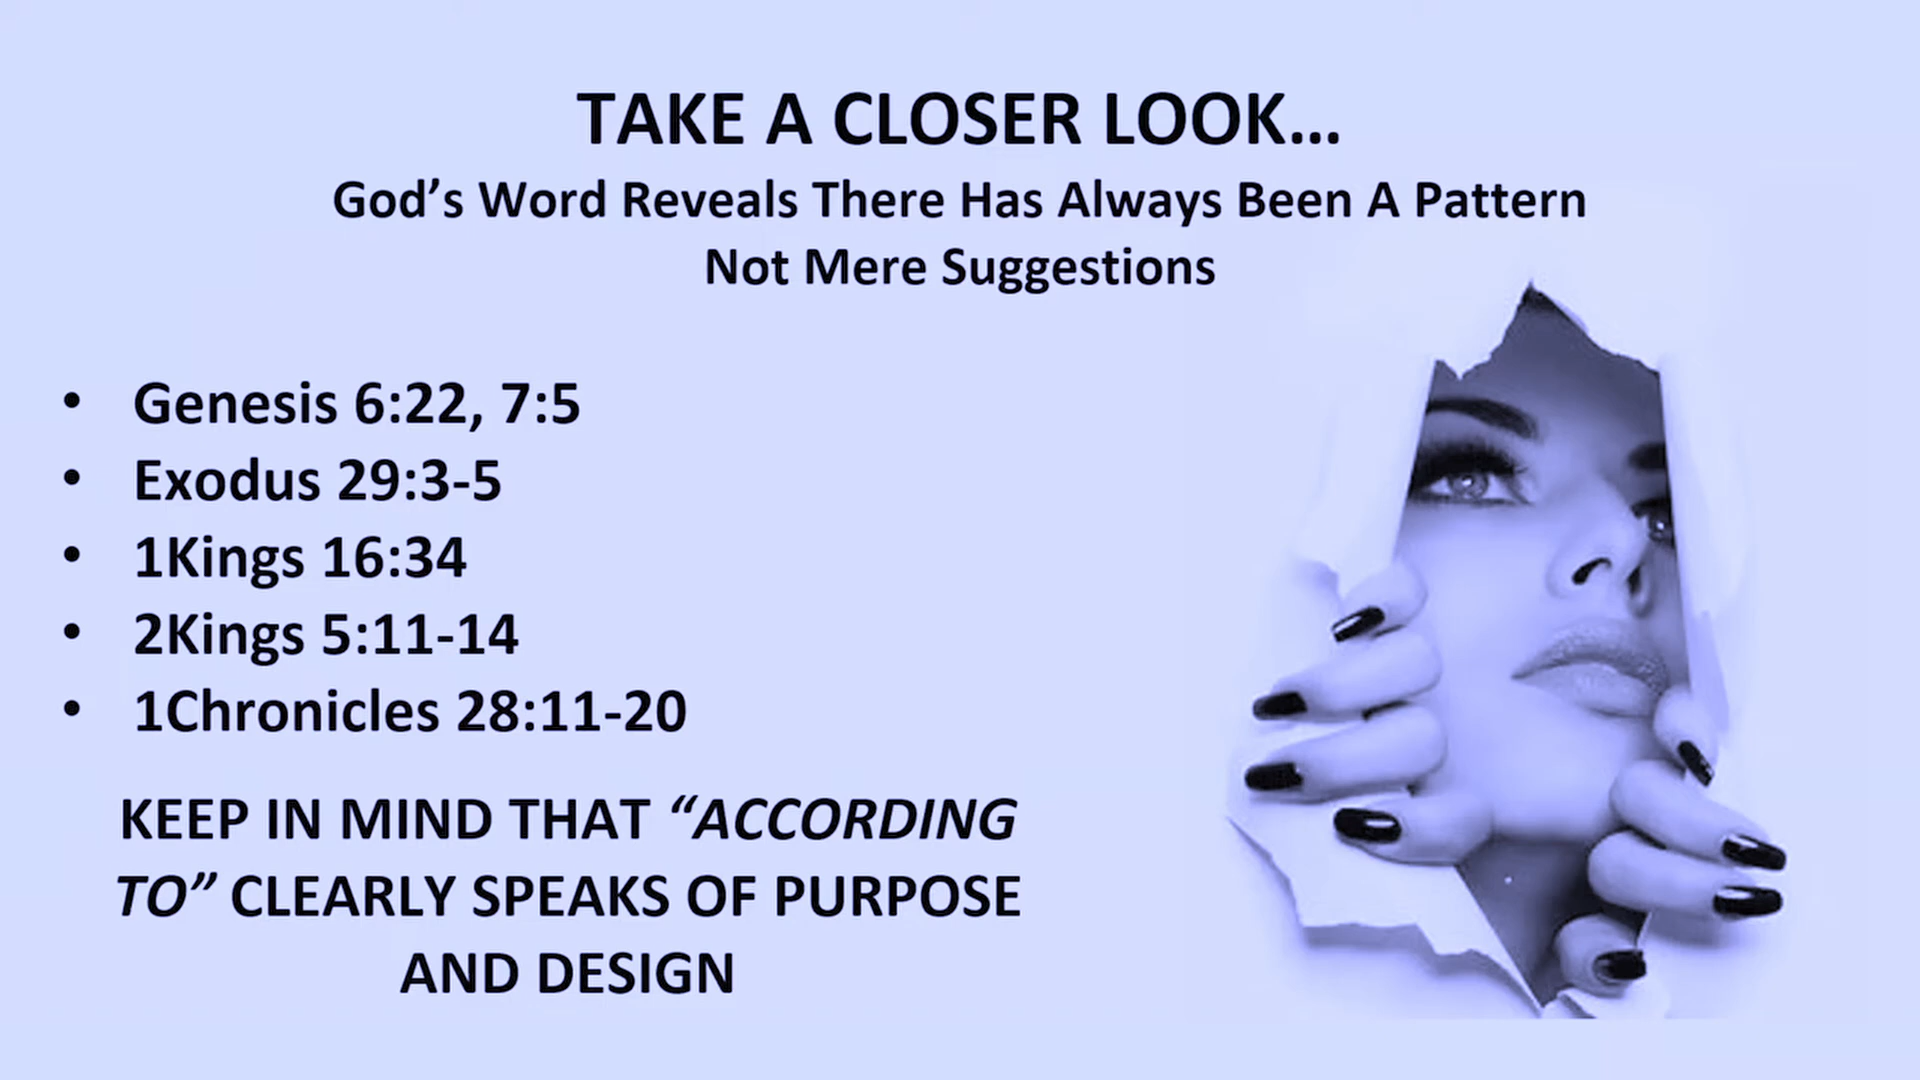 TAKE A CLOSER LOOK…
God’s Word Reveals There Has Always Been A Pattern
Not Mere Suggestions
• Genesis 6:22, 7:5
• Exodus 29:3-5
• 1Kings 16:34
• 2Kings 5:11-14
• 1Chronicles 28:11-20
KEEP IN MIND THAT “ACCORDING
TO” CLEARLY SPEAKS OF PURPOSE
AND DESIGN